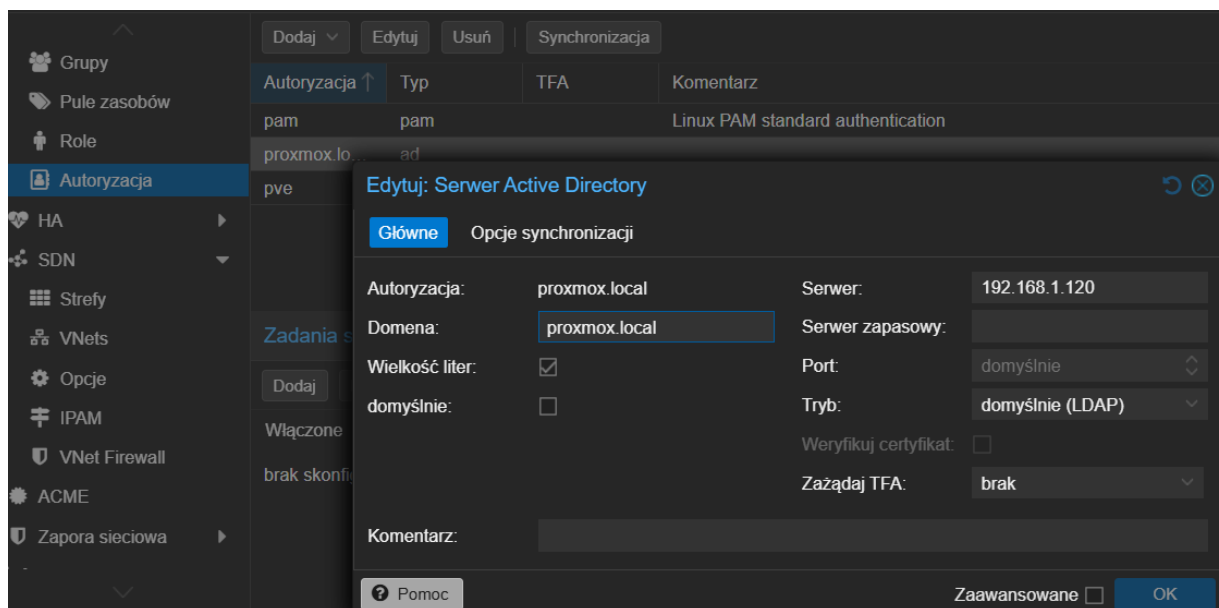 Dodaj Edytuj Usuń Synchronizacja
Grupy
Autoryzacja Typ TFA Komentarz
Pule zasobów
pam pam Linux PAM standard authentication
Role
proxmox.lo... ad
Autoryzacja
pve
Edytuj: Serwer Active Directory
HA
Główne Opcje synchronizacji
SDN
Autoryzacja: proxmox.local Serwer: 192.168.1.120
Strefy
Domena: proxmox.local Serwer zapasowy:
VNets
Zadania s
Wielkość liter: Port: domyślnie
Opcje
Dodaj
domyślnie: Tryb: domyślnie (LDAP)
IPAM
Włączone
Weryfikuj certyfikat:
VNet Firewall
brak skonfi
Zażądaj TFA: brak
ACME
Zapora sieciowa
Komentarz:
Pomoc Zaawansowane OK